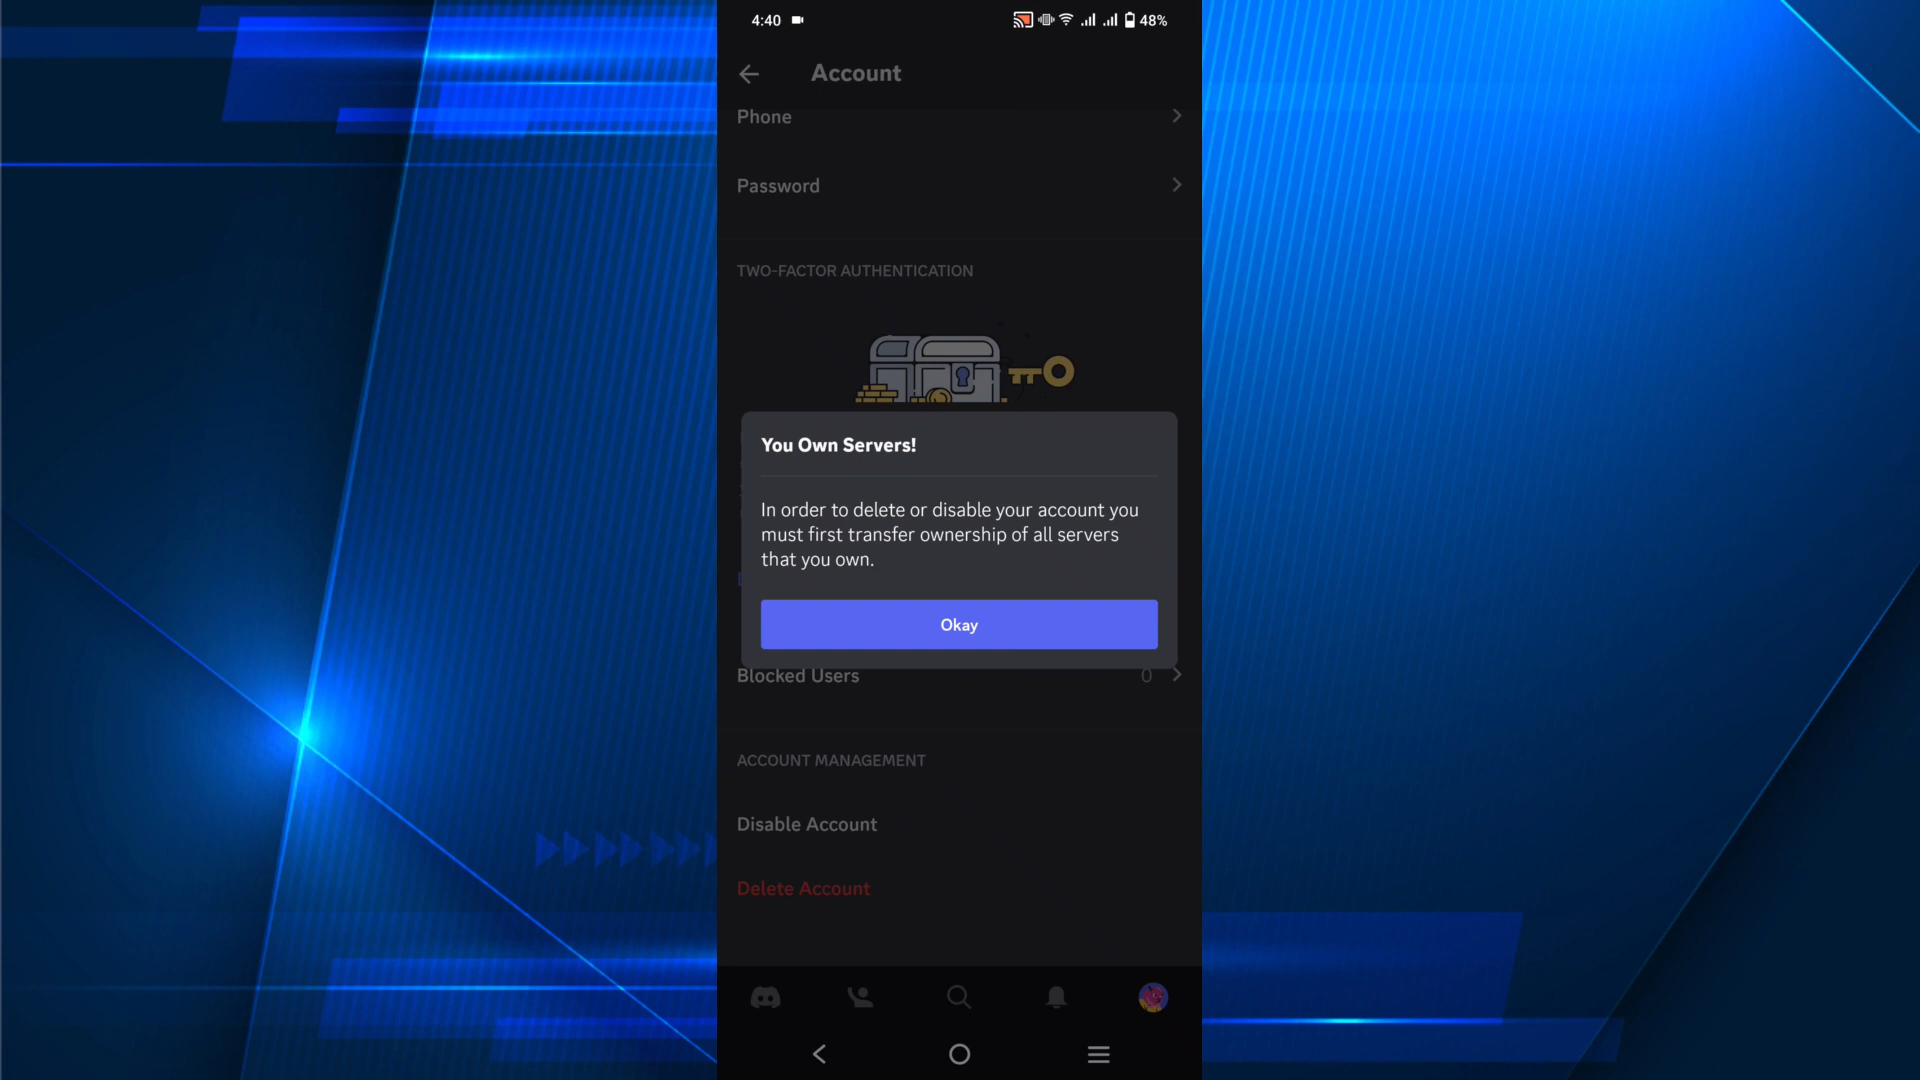 4:40
48%
Account
Phone
Password
TWO-FACTOR AUTHENTICATION
You Own Servers!
In order to delete or disable your account you
must first transfer ownership of all servers
that you own.
Okay
Blocked Users 0
ACCOUNT MANAGEMENT
Disable Account
Delete Account